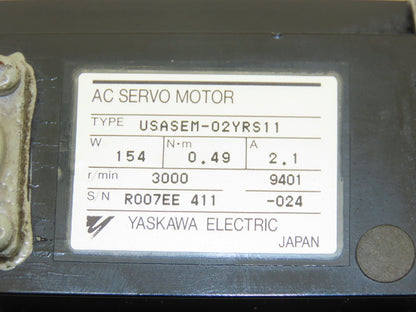 AC SERVO MOTOR
TYPE USASEM-02YRS11
W 154 N·m 0.49 A 2.1
r/min 3000 9401
S/N R007EE 411 -024
YASKAWA ELECTRIC
JAPAN